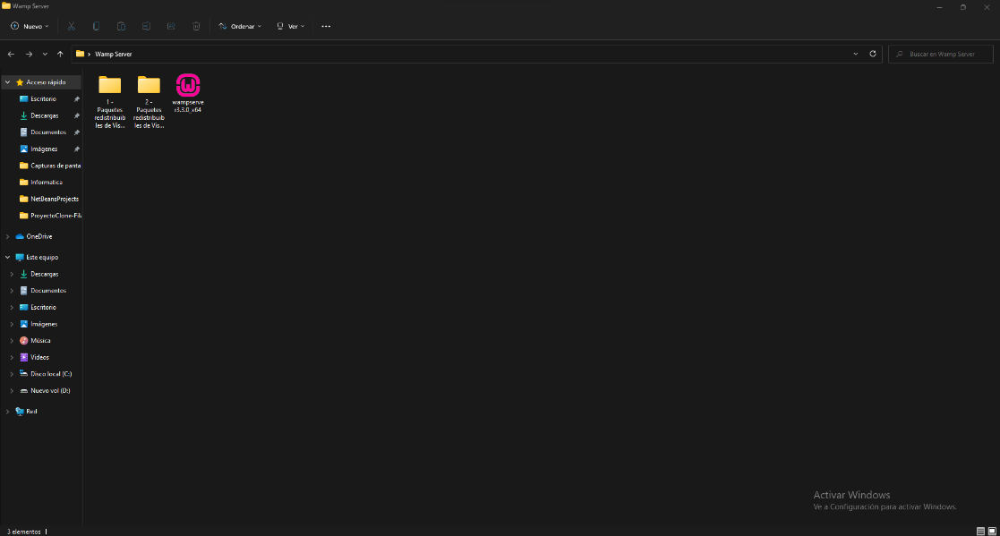 Wamp Server
Nuevo
Ordenar
Ver
Wamp Server
Buscar en Wamp Server
Acceso rápido
Escritorio
Descargas
Documentos
Imágenes
Capturas de panta
Informatica
NetBeansProjects
ProyectoClone-Fil
OneDrive
Este equipo
Descargas
Documentos
Escritorio
Imágenes
Música
Videos
Disco local (C:)
Nuevo vol (D:)
Red
1 -
Paquetes
redistribuib
les de Vis...
2 -
Paquetes
redistribuib
les de Vis...
wampserve
r3.3.0_x64
Activar Windows
Ve a Configuración para activar Windows.
3 elementos